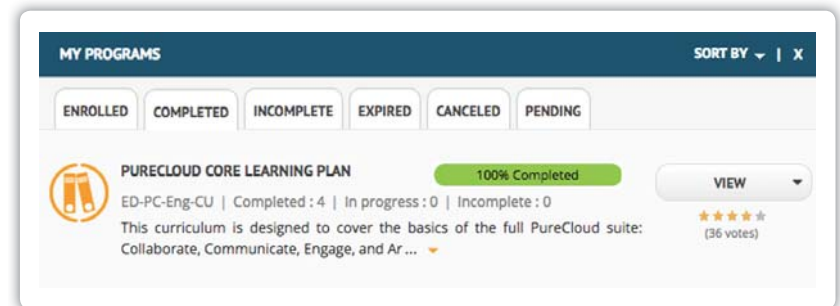 MY PROGRAMS SORT BY | X
ENROLLED COMPLETED INCOMPLETE EXPIRED CANCELED PENDING
PURECLOUD CORE LEARNING PLAN 100% Completed VIEW
ED-PC-Eng-CU | Completed : 4 | In progress : 0 | Incomplete : 0
(36 votes)
This curriculum is designed to cover the basics of the full PureCloud suite:
Collaborate, Communicate, Engage, and Ar ...